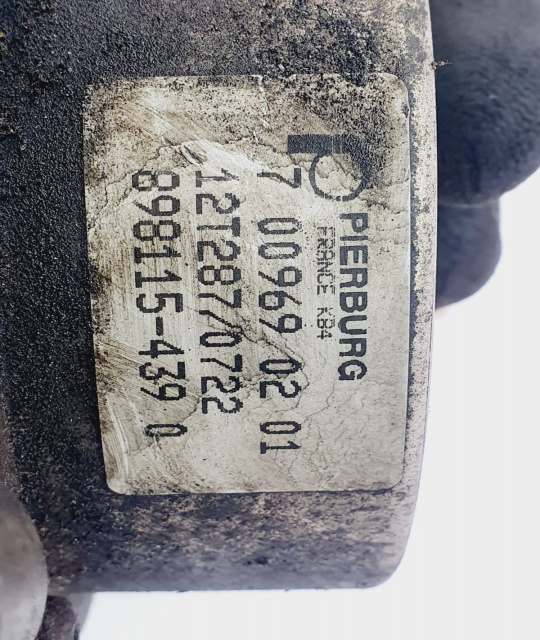 PIERBURG
FRANCE KB4
7 00969 02 01
12T287/0722
898115-439 0